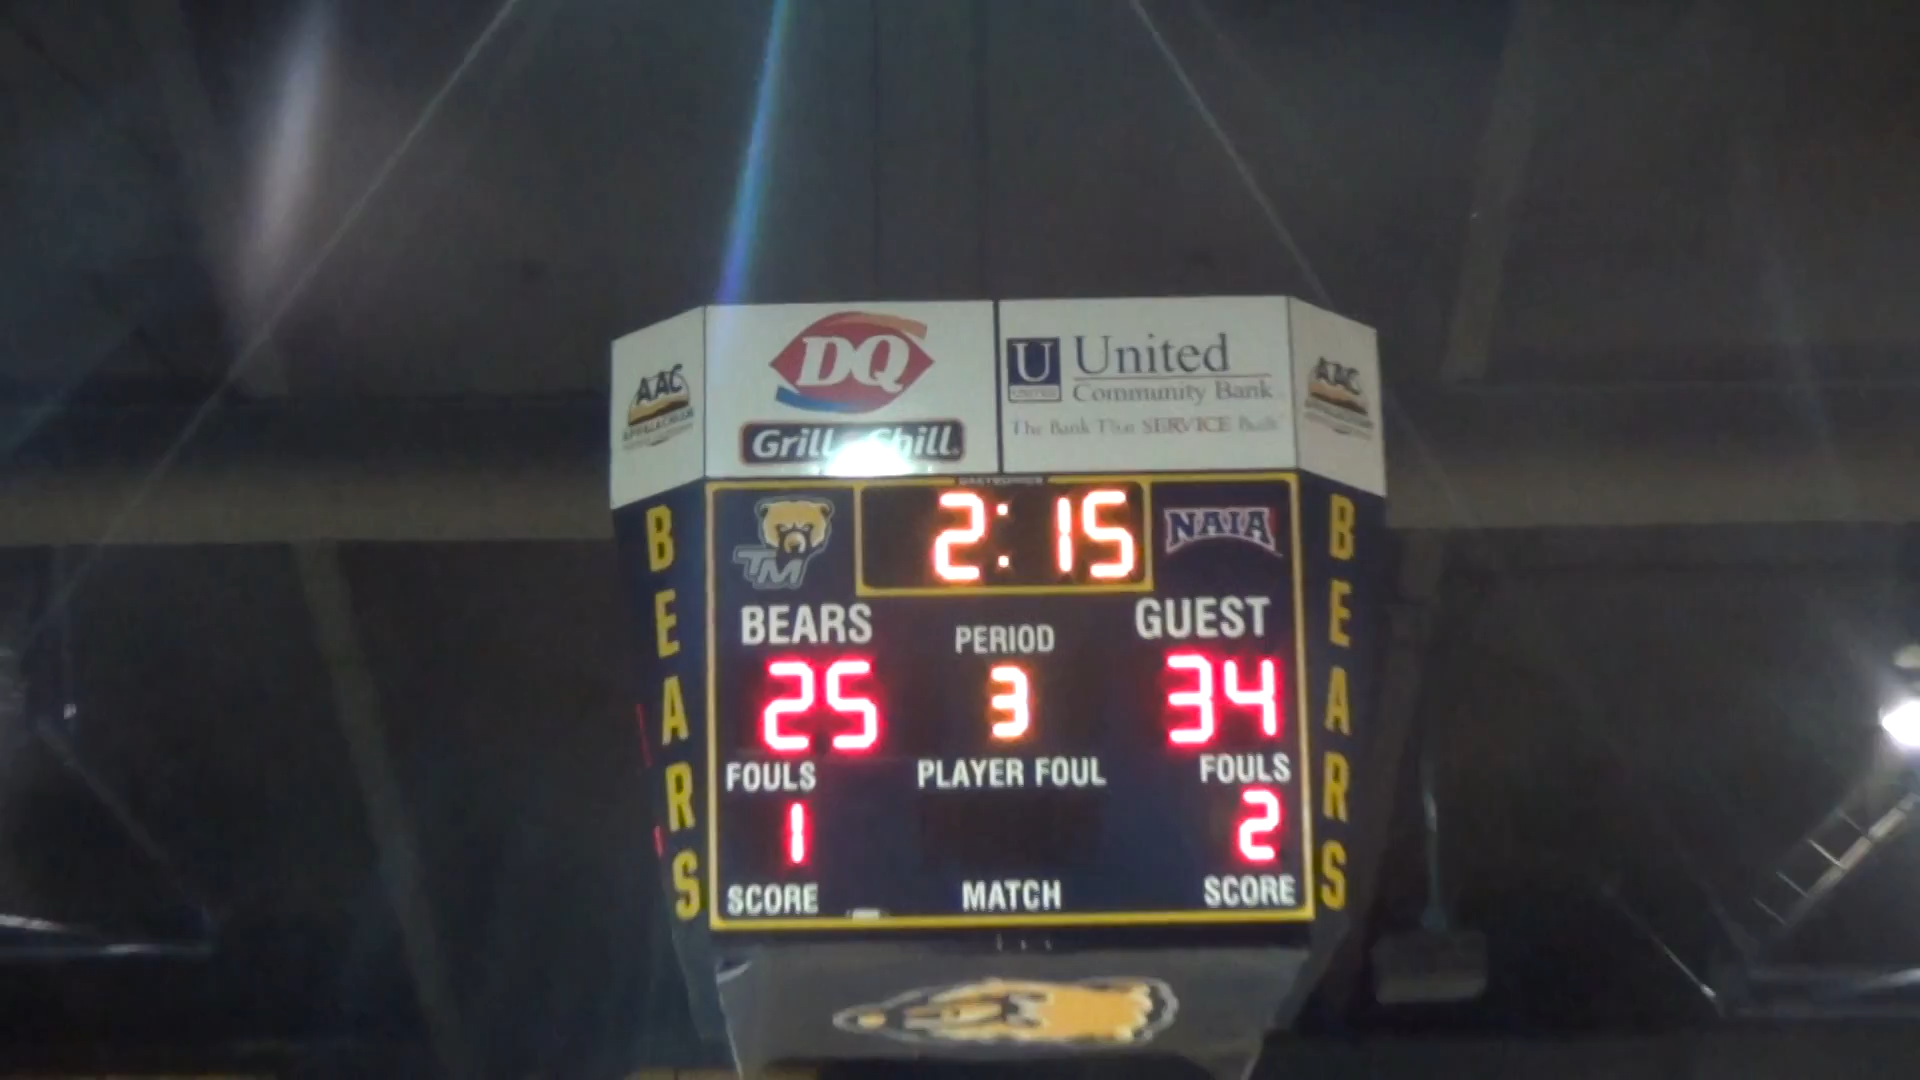 AAC
DQ
Grill Chill
U
United
Community Bank
The Bank That SERVICE Built
AAC
DAKTRONICS
TM
2:15
NAIA
BEARS
BEARS
BEARS
PERIOD
GUEST
25
3
34
FOULS
PLAYER FOUL
FOULS
1
2
SCORE
MATCH
SCORE